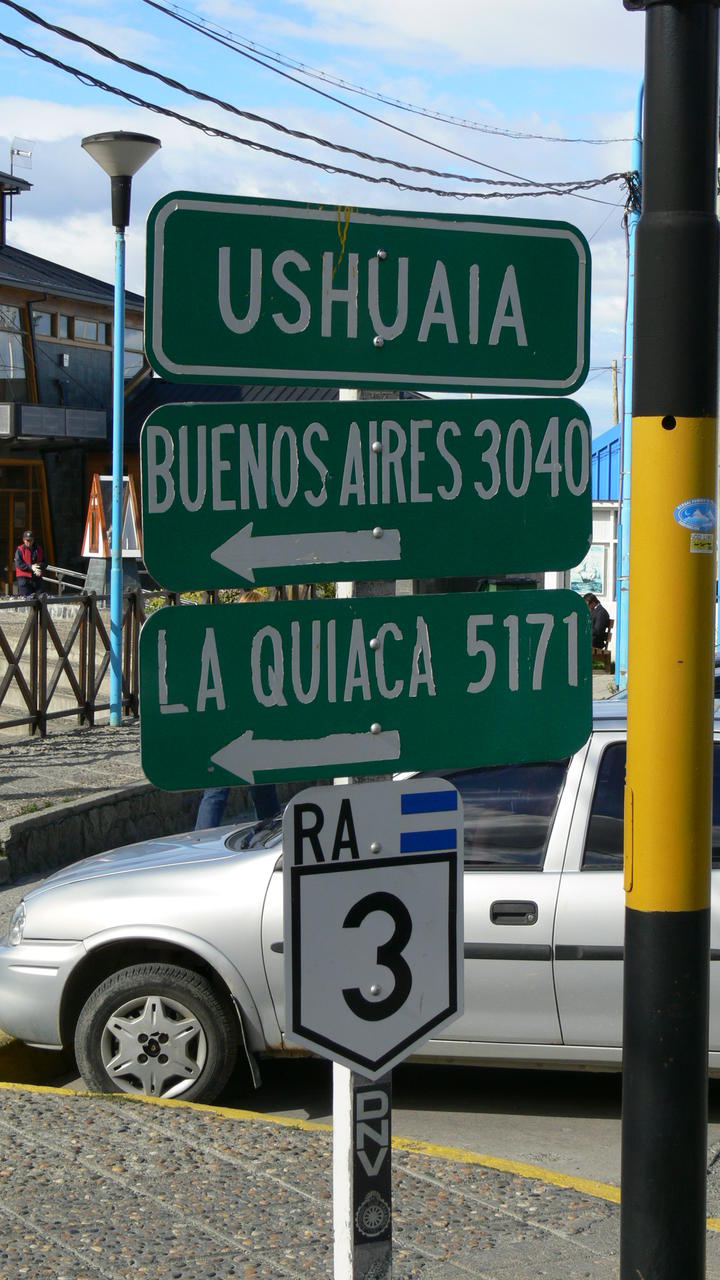 USHUAIA
BUENOS AIRES 3040
LA QUIACA 5171
RA
3
DNV